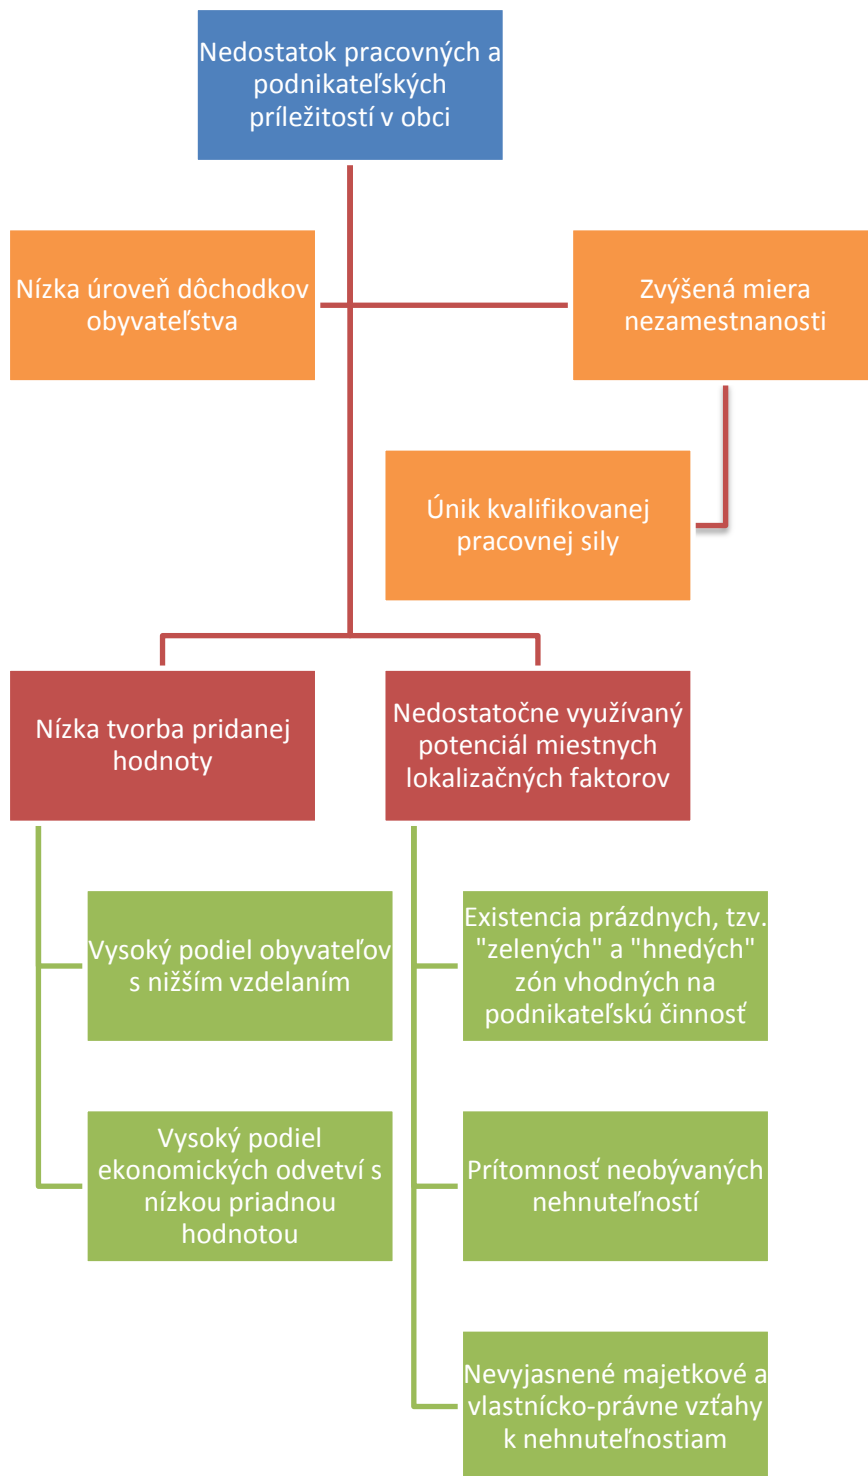 Nedostatok pracovných a
podnikateľských
príležitostí v obci
Nízka úroveň dôchodkov
obyvateľstva
Zvýšená miera
nezamestnanosti
Únik kvalifikovanej
pracovnej sily
Nízka tvorba pridanej
hodnoty
Nedostatočne využívaný
potenciál miestnych
lokalizačných faktorov
Vysoký podiel obyvateľov
s nižším vzdelaním
Vysoký podiel
ekonomických odvetví s
nízkou priadnou
hodnotou
Existencia prázdnych, tzv.
"zelených" a "hnedých"
zón vhodných na
podnikateľskú činnosť
Prítomnosť neobývaných
nehnuteľností
Nevyjasnené majetkové a
vlastnícko-právne vzťahy
k nehnuteľnostiam